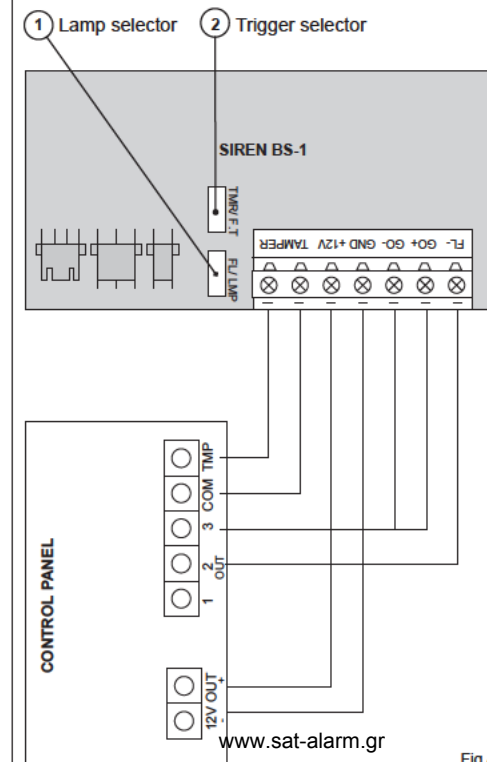 1 Lamp selector
2 Trigger selector
SIREN BS-1
TMR/ F.T
FL/ LMP
TAMPER +12V GND GO- GO+ FL-
CONTROL PANEL
TMP
COM
3
2
OUT
1
12V OUT + -
www.sat-alarm.gr
Fig